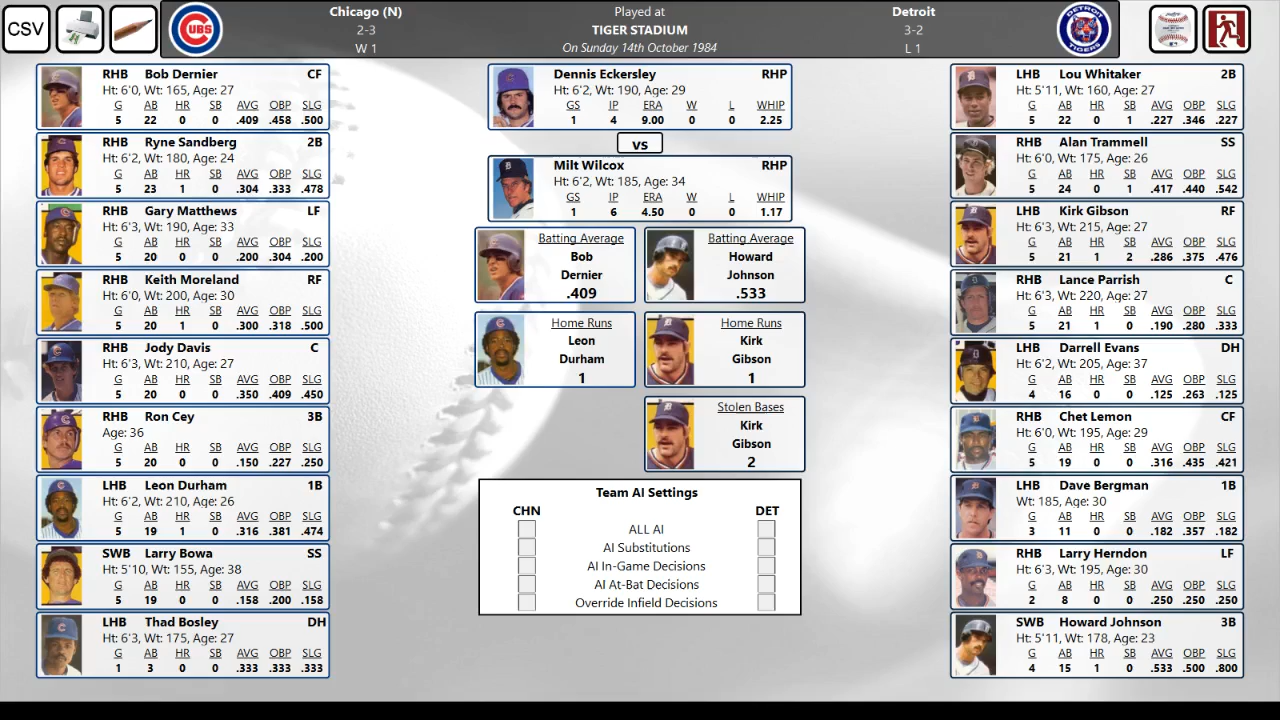 CSV
CUBS
Chicago (N)
2-3
W 1
Played at
TIGER STADIUM
On Sunday 14th October 1984
Detroit
3-2
L 1
DETROIT
TIGERS
RHB Bob Dernier CF
Ht: 6'0, Wt: 165, Age: 27
G AB HR SB AVG OBP SLG
5 22 0 0 .409 .458 .500
RHB Ryne Sandberg 2B
Ht: 6'2, Wt: 180, Age: 24
G AB HR SB AVG OBP SLG
5 23 1 0 .304 .333 .478
RHB Gary Matthews LF
Ht: 6'3, Wt: 190, Age: 33
G AB HR SB AVG OBP SLG
5 20 0 0 .200 .304 .200
RHB Keith Moreland RF
Ht: 6'0, Wt: 200, Age: 30
G AB HR SB AVG OBP SLG
5 20 1 0 .300 .318 .500
RHB Jody Davis C
Ht: 6'3, Wt: 210, Age: 27
G AB HR SB AVG OBP SLG
5 20 0 0 .350 .409 .450
RHB Ron Cey 3B
Age: 36
G AB HR SB AVG OBP SLG
5 20 0 0 .150 .227 .250
LHB Leon Durham 1B
Ht: 6'2, Wt: 210, Age: 26
G AB HR SB AVG OBP SLG
5 19 1 0 .316 .381 .474
SWB Larry Bowa SS
Ht: 5'10, Wt: 155, Age: 38
G AB HR SB AVG OBP SLG
5 19 0 0 .158 .200 .158
LHB Thad Bosley DH
Ht: 6'3, Wt: 175, Age: 27
G AB HR SB AVG OBP SLG
1 3 0 0 .333 .333 .333
Dennis Eckersley RHP
Ht: 6'2, Wt: 190, Age: 29
GS IP ERA W L WHIP
1 4 9.00 0 0 2.25
vs
Milt Wilcox RHP
Ht: 6'2, Wt: 185, Age: 34
GS IP ERA W L WHIP
1 6 4.50 0 0 1.17
Batting Average
Bob
Dernier
.409
Batting Average
Howard
Johnson
.533
Home Runs
Leon
Durham
1
Home Runs
Kirk
Gibson
1
Stolen Bases
Kirk
Gibson
2
Team AI Settings
CHN DET
ALL AI
AI Substitutions
AI In-Game Decisions
AI At-Bat Decisions
Override Infield Decisions
LHB Lou Whitaker 2B
Ht: 5'11, Wt: 160, Age: 27
G AB HR SB AVG OBP SLG
5 22 0 1 .227 .346 .227
RHB Alan Trammell SS
Ht: 6'0, Wt: 175, Age: 26
G AB HR SB AVG OBP SLG
5 24 0 1 .417 .440 .542
LHB Kirk Gibson RF
Ht: 6'3, Wt: 215, Age: 27
G AB HR SB AVG OBP SLG
5 21 1 2 .286 .375 .476
RHB Lance Parrish C
Ht: 6'3, Wt: 220, Age: 27
G AB HR SB AVG OBP SLG
5 21 1 0 .190 .280 .333
LHB Darrell Evans DH
Ht: 6'2, Wt: 205, Age: 37
G AB HR SB AVG OBP SLG
4 16 0 0 .125 .263 .125
RHB Chet Lemon CF
Ht: 6'0, Wt: 195, Age: 29
G AB HR SB AVG OBP SLG
5 19 0 0 .316 .435 .421
LHB Dave Bergman 1B
Wt: 185, Age: 30
G AB HR SB AVG OBP SLG
3 11 0 0 .182 .357 .182
RHB Larry Herndon LF
Ht: 6'3, Wt: 195, Age: 30
G AB HR SB AVG OBP SLG
2 8 0 0 .250 .250 .250
SWB Howard Johnson 3B
Ht: 5'11, Wt: 178, Age: 23
G AB HR SB AVG OBP SLG
4 15 1 0 .533 .500 .800